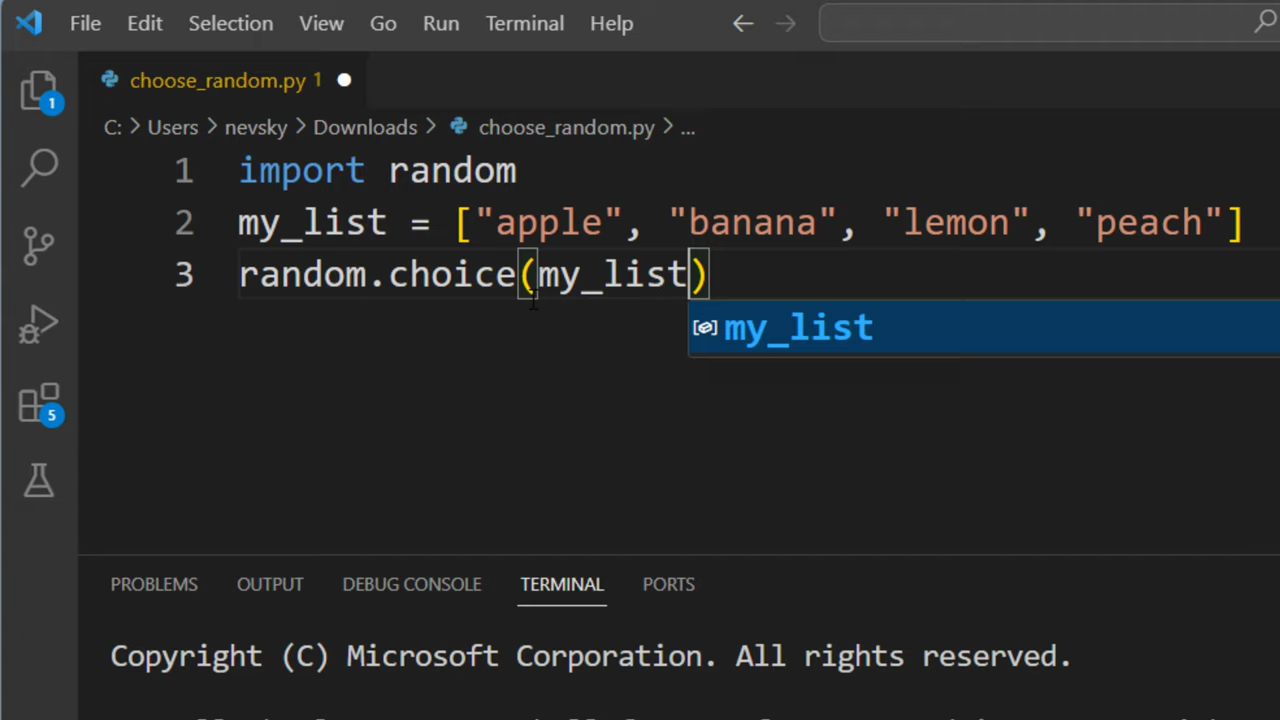 File Edit Selection View Go Run Terminal Help
choose_random.py 1
C: > Users > nevsky > Downloads > choose_random.py > ...
1
1 import random
2 my_list = ["apple", "banana", "lemon", "peach"]
3 random.choice(my_list)
my_list
5
PROBLEMS OUTPUT DEBUG CONSOLE TERMINAL PORTS
Copyright (C) Microsoft Corporation. All rights reserved.